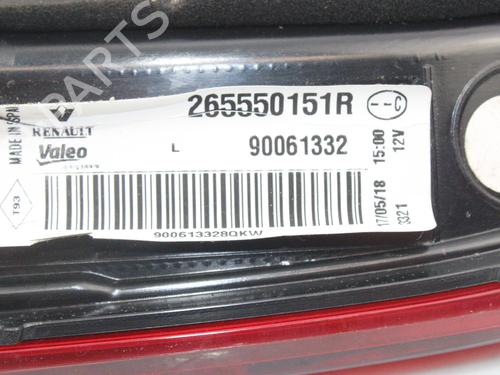 PARTS
MADE IN SPAIN
RENAULT
Valeo
L
265550151R
--C
90061332
15:00
12V
17/05/18
3321
T93
900613328QKW